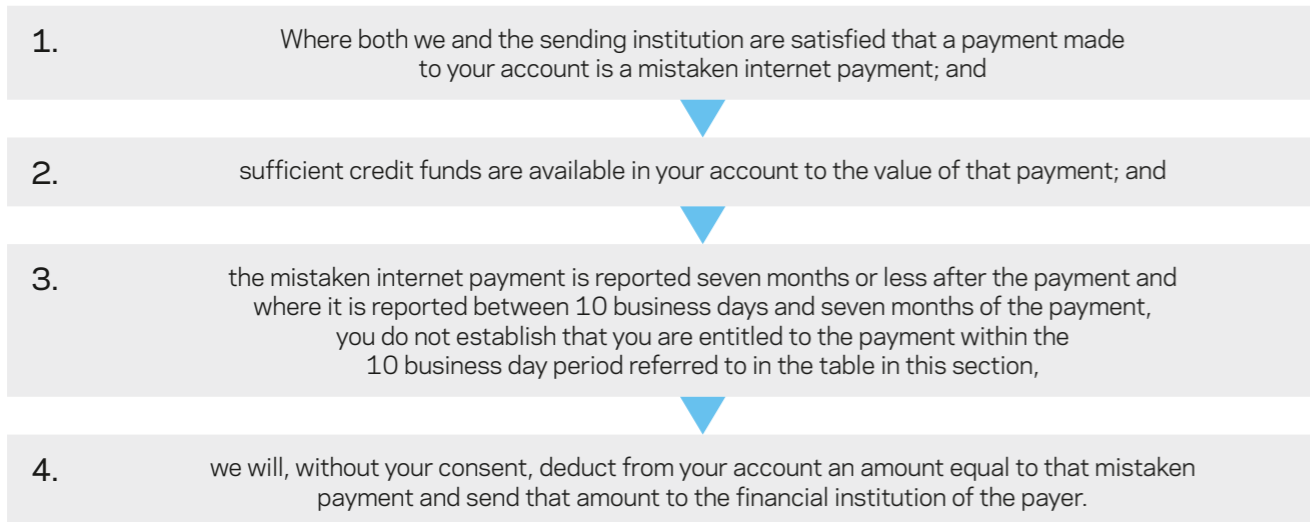 1. Where both we and the sending institution are satisfied that a payment made
to your account is a mistaken internet payment; and
2. sufficient credit funds are available in your account to the value of that payment; and
3. the mistaken internet payment is reported seven months or less after the payment and
where it is reported between 10 business days and seven months of the payment,
you do not establish that you are entitled to the payment within the
10 business day period referred to in the table in this section,
4. we will, without your consent, deduct from your account an amount equal to that mistaken
payment and send that amount to the financial institution of the payer.